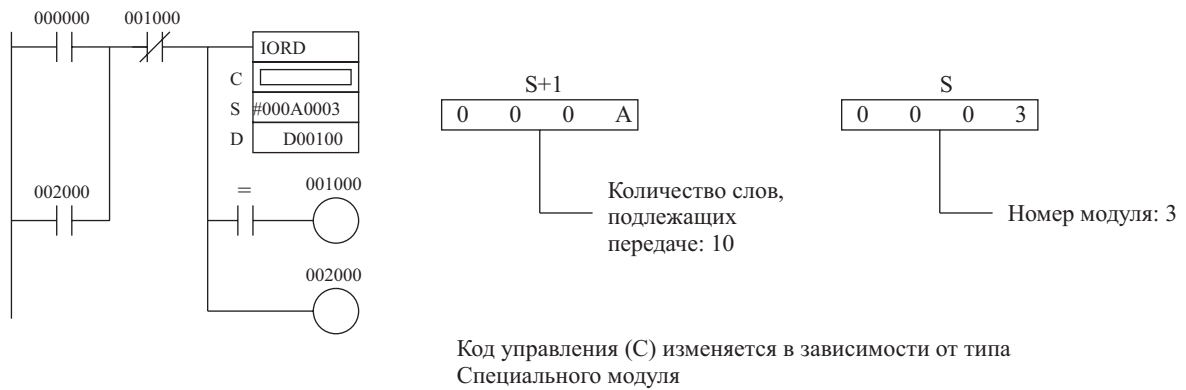 000000 001000
IORD
C
S #000A0003
D D00100
002000
= 001000
002000
S+1
0 0 0 A
Количество слов,
подлежащих
передаче: 10
S
0 0 0 3
Номер модуля: 3
Код управления (С) изменяется в зависимости от типа
Специального модуля